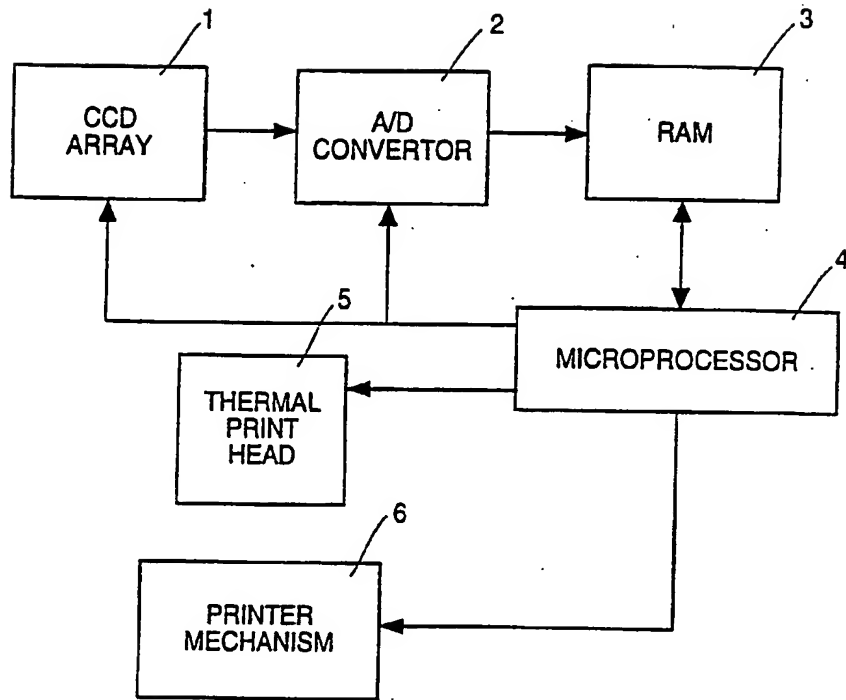 1
CCD
ARRAY
2
A/D
CONVERTOR
3
RAM
4
MICROPROCESSOR
5
THERMAL
PRINT
HEAD
6
PRINTER
MECHANISM